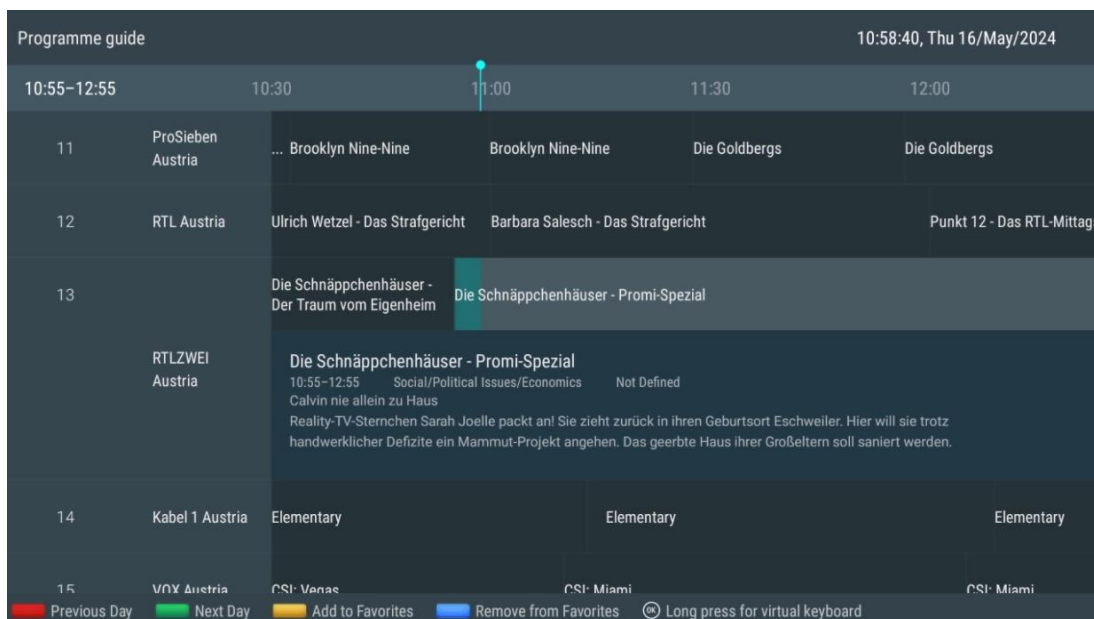 Programme guide
10:58:40, Thu 16/May/2024
10:55–12:55
10:30
11:00
11:30
12:00
11
ProSieben
Austria
... Brooklyn Nine-Nine
Brooklyn Nine-Nine
Die Goldbergs
Die Goldbergs
12
RTL Austria
Ulrich Wetzel - Das Strafgericht
Barbara Salesch - Das Strafgericht
Punkt 12 - Das RTL-Mittags
13
Die Schnäppchenhäuser -
Der Traum vom Eigenheim
Die Schnäppchenhäuser - Promi-Spezial
RTLZWEI
Austria
Die Schnäppchenhäuser - Promi-Spezial
10:55–12:55 Social/Political Issues/Economics Not Defined
Calvin nie allein zu Haus
Reality-TV-Sternchen Sarah Joelle packt an! Sie zieht zurück in ihren Geburtsort Eschweiler. Hier will sie trotz
handwerklicher Defizite ein Mammut-Projekt angehen. Das geerbte Haus ihrer Großeltern soll saniert werden.
14
Kabel 1 Austria
Elementary
Elementary
Elementary
15
VOX Austria
CSI: Vegas
CSI: Miami
CSI: Miami
Previous Day
Next Day
Add to Favorites
Remove from Favorites
OK Long press for virtual keyboard